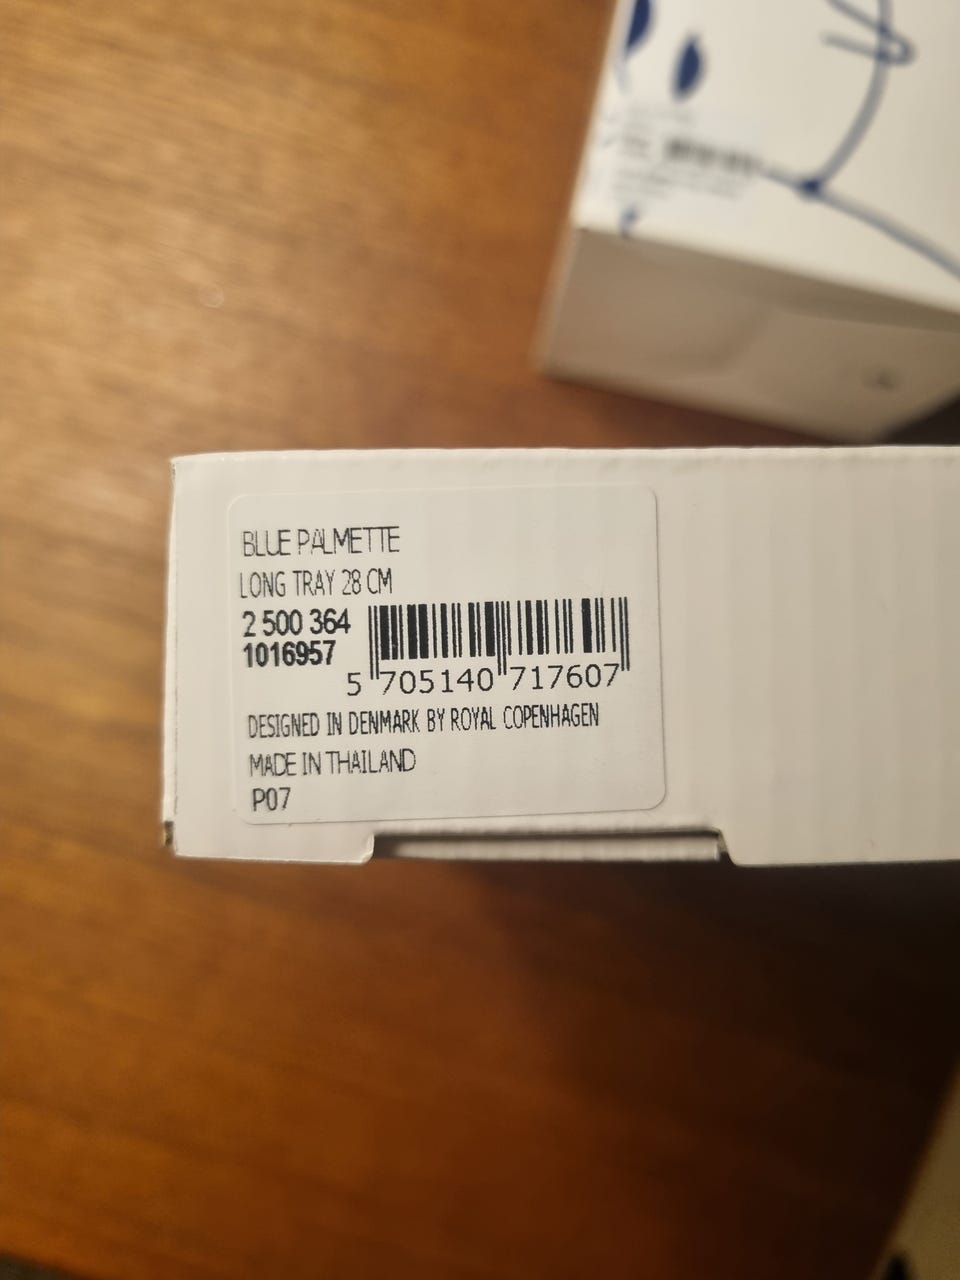 BLUE PALMETTE
LONG TRAY 28 CM
2 500 364
1016957
5 705140 717607
DESIGNED IN DENMARK BY ROYAL COPENHAGEN
MADE IN THAILAND
P07